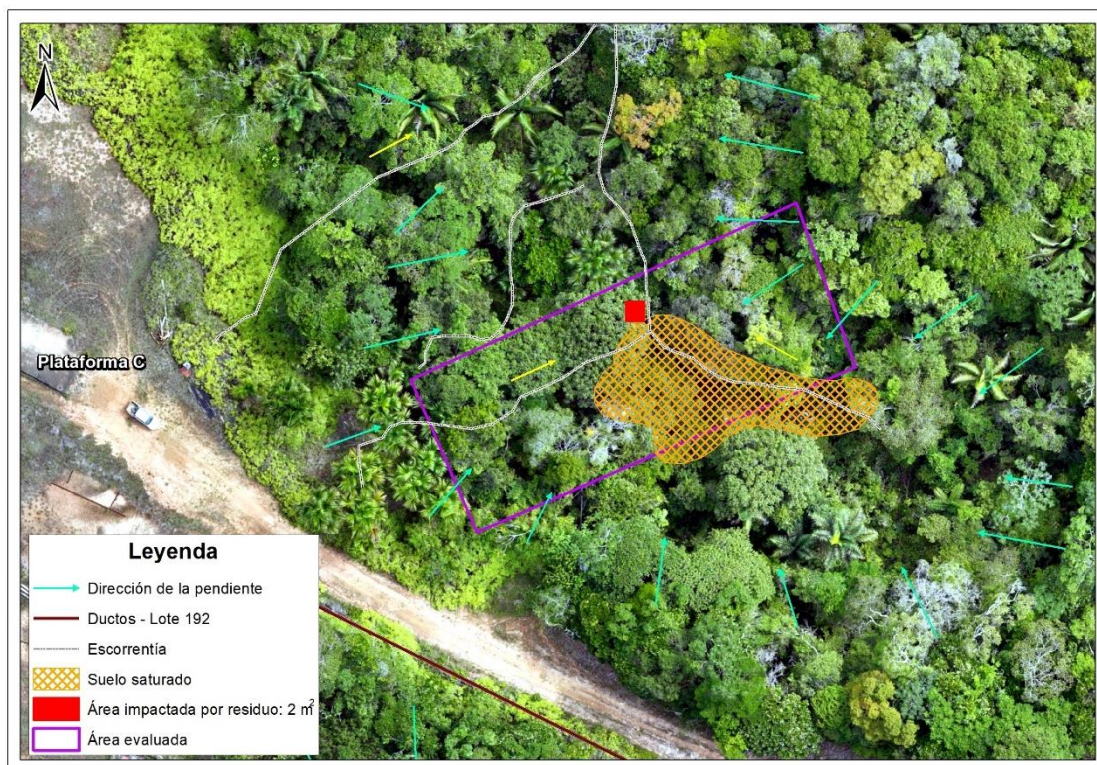 N
Plataforma C
Leyenda
Dirección de la pendiente
Ductos - Lote 192
Escorrentía
Suelo saturado
Área impactada por residuo: 2 m²
Área evaluada